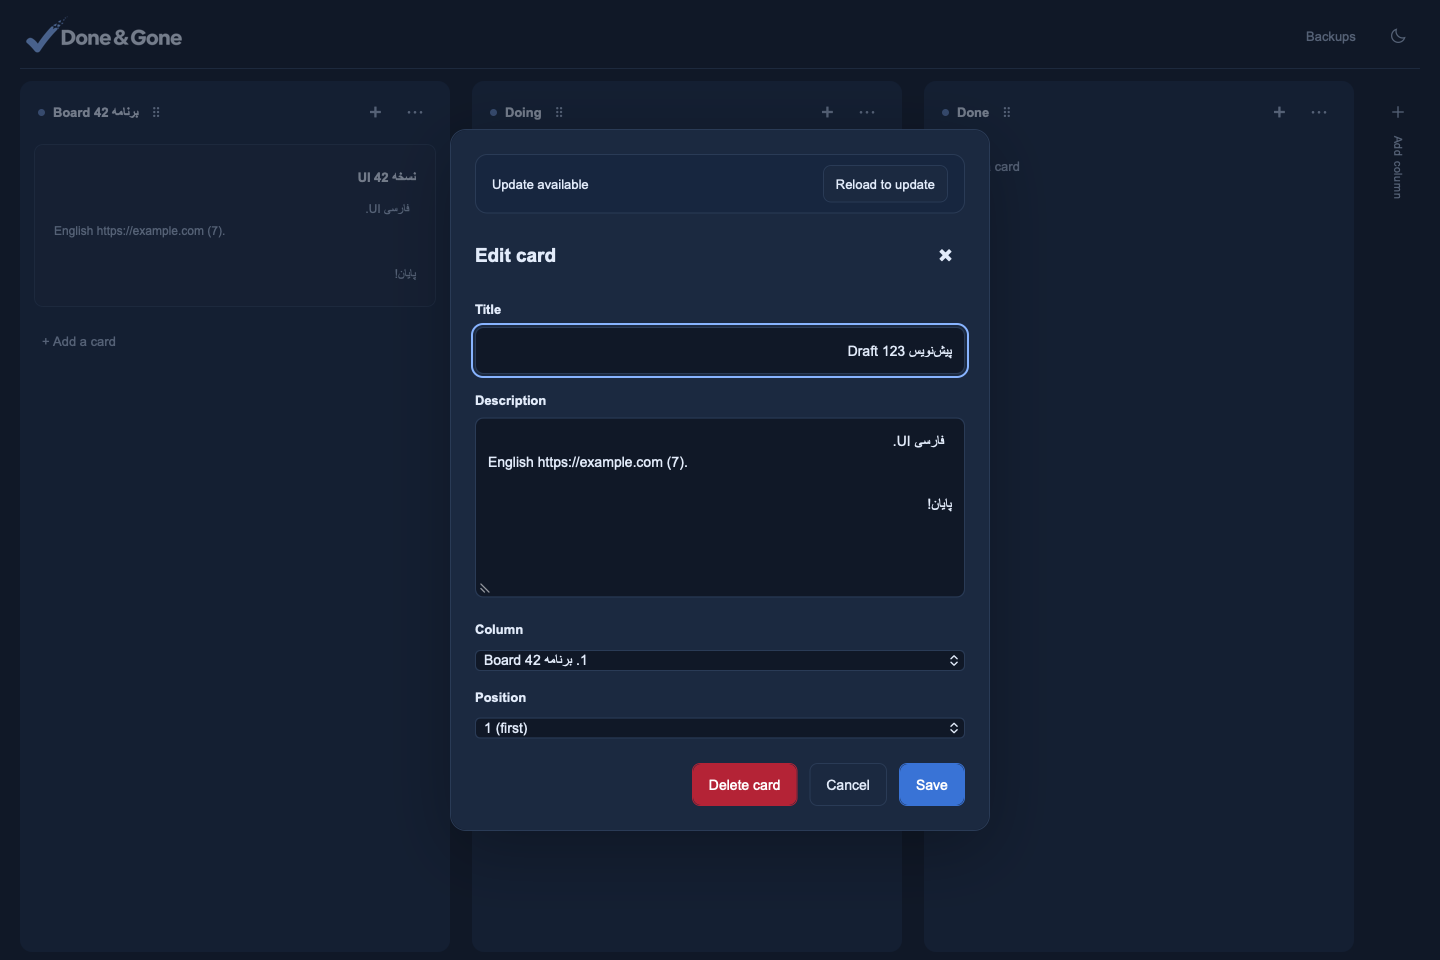 Done & Gone
Backups
برنامه Board 42
Doing
Done
Add column
نسخه UI 42
فارسی UI.
English https://example.com (7).
پایان!
+ Add a card
card
Update available
Reload to update
Edit card
Title
پیش‌نویس Draft 123
Description
فارسی UI.
English https://example.com (7).
پایان!
Column
1. برنامه Board 42
Position
1 (first)
Delete card
Cancel
Save